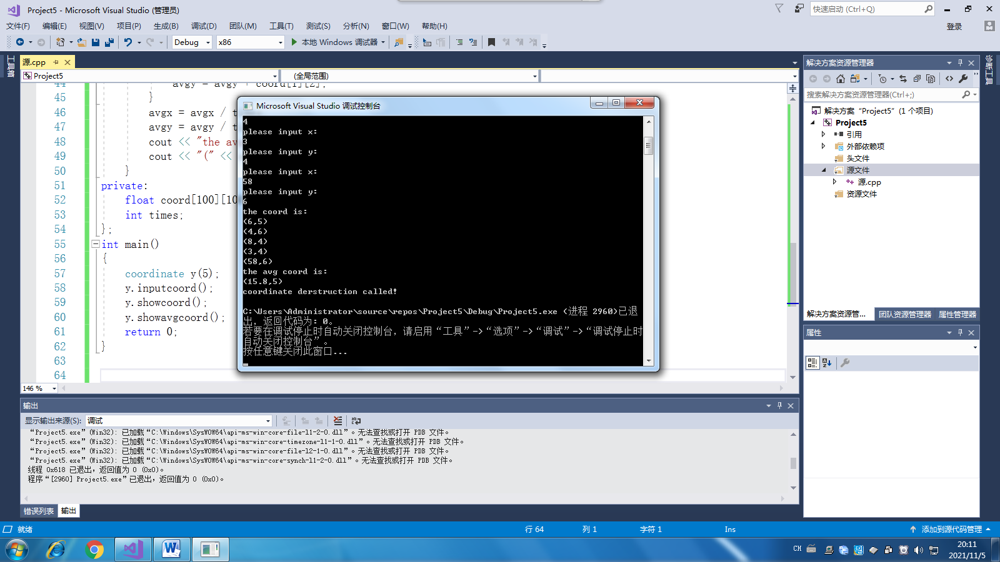 Project5 - Microsoft Visual Studio (管理员)
快速启动 (Ctrl+Q)
文件(F) 编辑(E) 视图(V) 项目(P) 生成(B) 调试(D) 团队(M) 工具(T) 测试(S) 分析(N) 窗口(W) 帮助(H)
登录
Debug x86 本地 Windows 调试器
工具箱
源.cpp
Project5
(全局范围)
44 avgy = avgy + coord[i][2];
45 }
46 avgx = avgx / t
47 avgy = avgy / t
48 cout << "the av
49 cout << "(" <<
50 }
51 private:
52 float coord[100][10
53 int times;
54 };
55 int main()
56 {
57 coordinate y(5);
58 y.inputcoord();
59 y.showcoord();
60 y.showavgcoord();
61 return 0;
62 }
63
64
146 %
Microsoft Visual Studio 调试控制台
4
please input x:
3
please input y:
4
please input x:
58
please input y:
6
the coord is:
(6,5)
(4,6)
(8,4)
(3,4)
(58,6)
the avg coord is:
(15.8,5)
coordinate derstruction called!
C:\Users\Administrator\source\repos\Project5\Debug\Project5.exe (进程 2960)已退
出，返回代码为: 0。
若要在调试停止时自动关闭控制台，请启用“工具”->“选项”->“调试”->“调试停止时
自动关闭控制台”。
按任意键关闭此窗口...
解决方案资源管理器
搜索解决方案资源管理器(Ctrl+;)
解决方案“Project5”(1 个项目)
Project5
引用
外部依赖项
头文件
源文件
源.cpp
资源文件
解决方案资源管... 团队资源管理器 属性管理器
诊断工具
属性
输出
显示输出来源(S): 调试
“Project5.exe”(Win32): 已加载“C:\Windows\SysWOW64\api-ms-win-core-file-l1-2-0.dll”。无法查找或打开 PDB 文件。
“Project5.exe”(Win32): 已加载“C:\Windows\SysWOW64\api-ms-win-core-timezone-l1-1-0.dll”。无法查找或打开 PDB 文件。
“Project5.exe”(Win32): 已加载“C:\Windows\SysWOW64\api-ms-win-core-file-l2-1-0.dll”。无法查找或打开 PDB 文件。
“Project5.exe”(Win32): 已加载“C:\Windows\SysWOW64\api-ms-win-core-synch-l1-2-0.dll”。无法查找或打开 PDB 文件。
线程 0x618 已退出，返回值为 0 (0x0)。
程序“[2960] Project5.exe”已退出，返回值为 0 (0x0)。
错误列表 输出
就绪 行 64 列 1 字符 1 Ins 添加到源代码管理
CH
20:11
2021/11/5